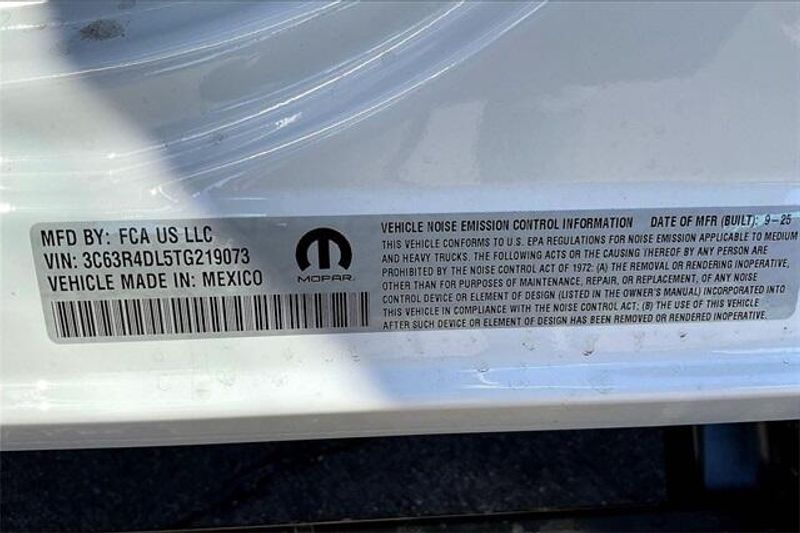 MFD BY: FCA US LLC
VIN: 3C63R4DL5TG219073
VEHICLE MADE IN: MEXICO
MOPAR.
VEHICLE NOISE EMISSION CONTROL INFORMATION DATE OF MFR (BUILT): 9-25
THIS VEHICLE CONFORMS TO U.S. EPA REGULATIONS FOR NOISE EMISSION APPLICABLE TO MEDIUM
AND HEAVY TRUCKS. THE FOLLOWING ACTS OR THE CAUSING THEREOF BY ANY PERSON ARE
PROHIBITED BY THE NOISE CONTROL ACT OF 1972: (A) THE REMOVAL OR RENDERING INOPERATIVE,
OTHER THAN FOR PURPOSES OF MAINTENANCE, REPAIR, OR REPLACEMENT, OF ANY NOISE
CONTROL DEVICE OR ELEMENT OF DESIGN (LISTED IN THE OWNER'S MANUAL) INCORPORATED INTO
THIS VEHICLE IN COMPLIANCE WITH THE NOISE CONTROL ACT; (B) THE USE OF THIS VEHICLE
AFTER SUCH DEVICE OR ELEMENT OF DESIGN HAS BEEN REMOVED OR RENDERED INOPERATIVE.